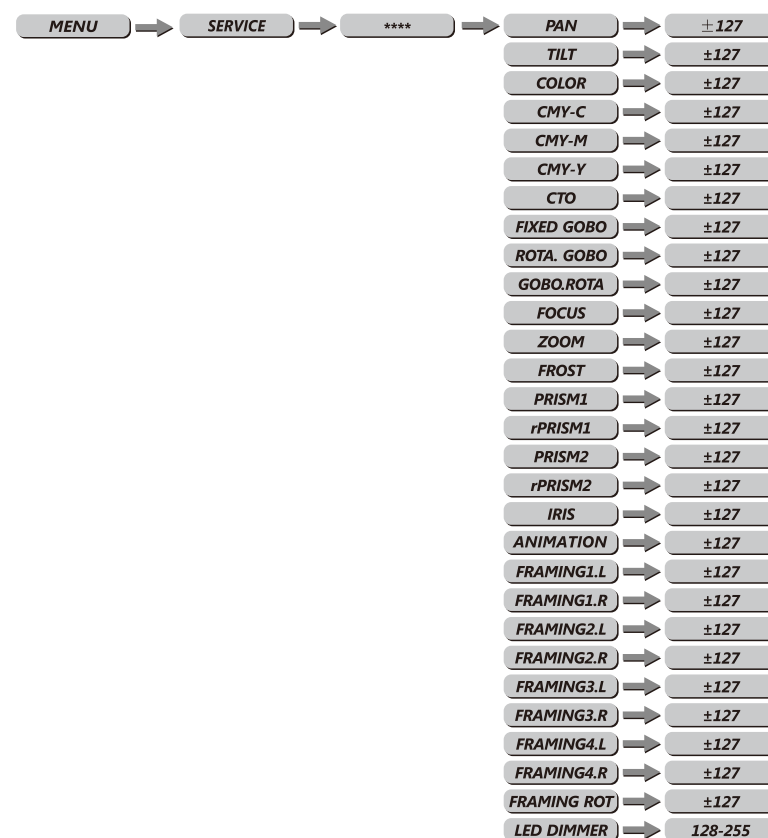 MENU SERVICE **** PAN ±127
TILT ±127
COLOR ±127
CMY-C ±127
CMY-M ±127
CMY-Y ±127
CTO ±127
FIXED GOBO ±127
ROTA. GOBO ±127
GOBO.ROTA ±127
FOCUS ±127
ZOOM ±127
FROST ±127
PRISM1 ±127
rPRISM1 ±127
PRISM2 ±127
rPRISM2 ±127
IRIS ±127
ANIMATION ±127
FRAMING1.L ±127
FRAMING1.R ±127
FRAMING2.L ±127
FRAMING2.R ±127
FRAMING3.L ±127
FRAMING3.R ±127
FRAMING4.L ±127
FRAMING4.R ±127
FRAMING ROT ±127
LED DIMMER 128-255